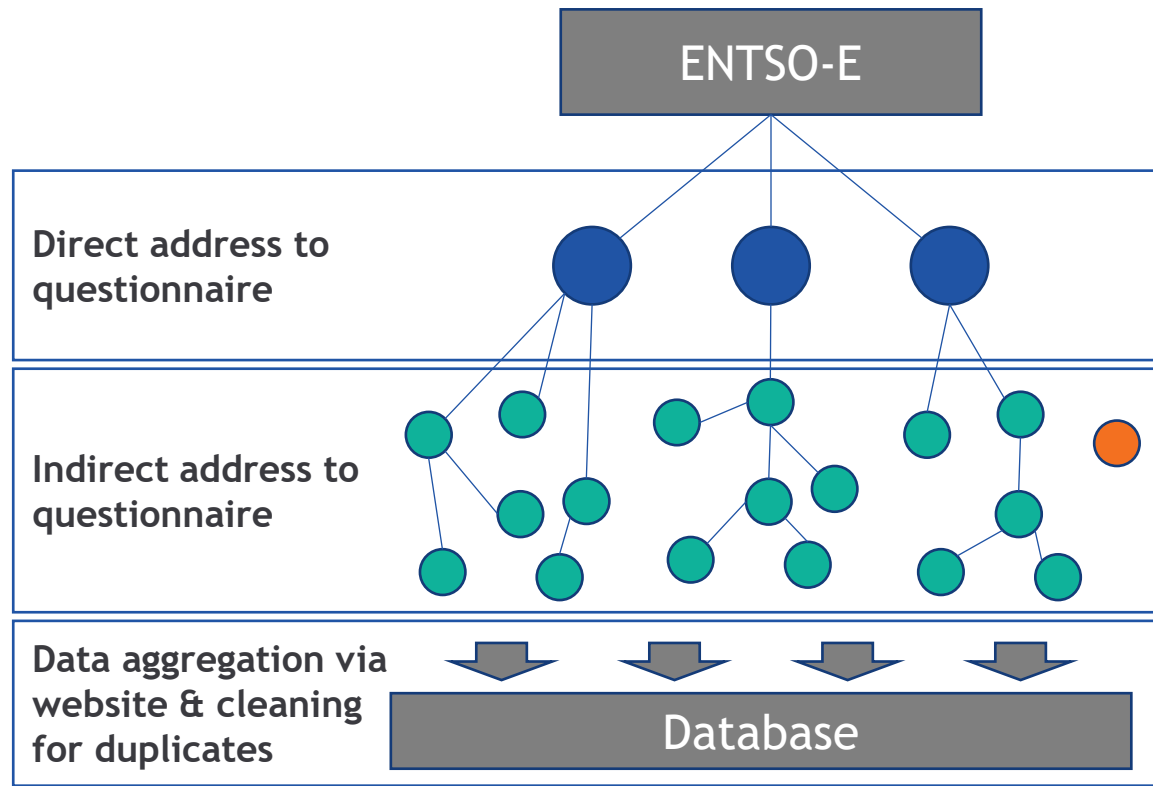 ENTSO-E
Direct address to
questionnaire
Indirect address to
questionnaire
Data aggregation via
website & cleaning
for duplicates
Database